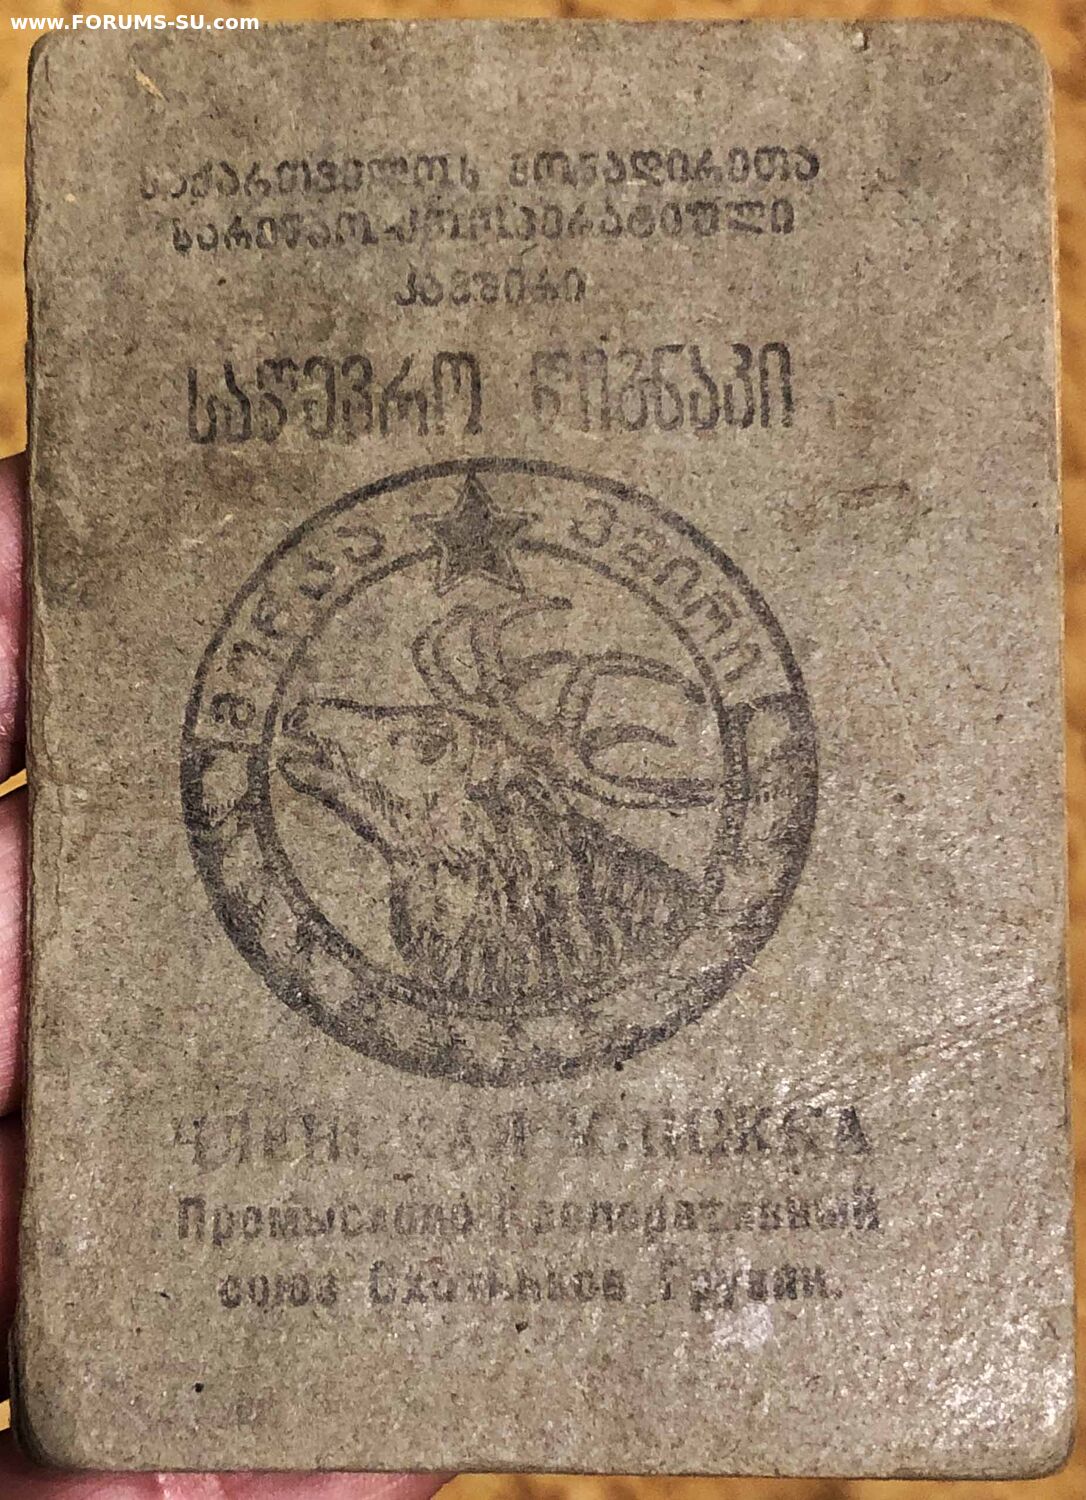 www.FORUMS-SU.com
საქართველოს მონადირეთა
სარეწაო-კოოპერატიული
კავშირი
საწევრო წიგნაკი
ЧЛЕНСКАЯ КНИЖКА
Промыслово Кооперативный
союз Охотников Грузии.